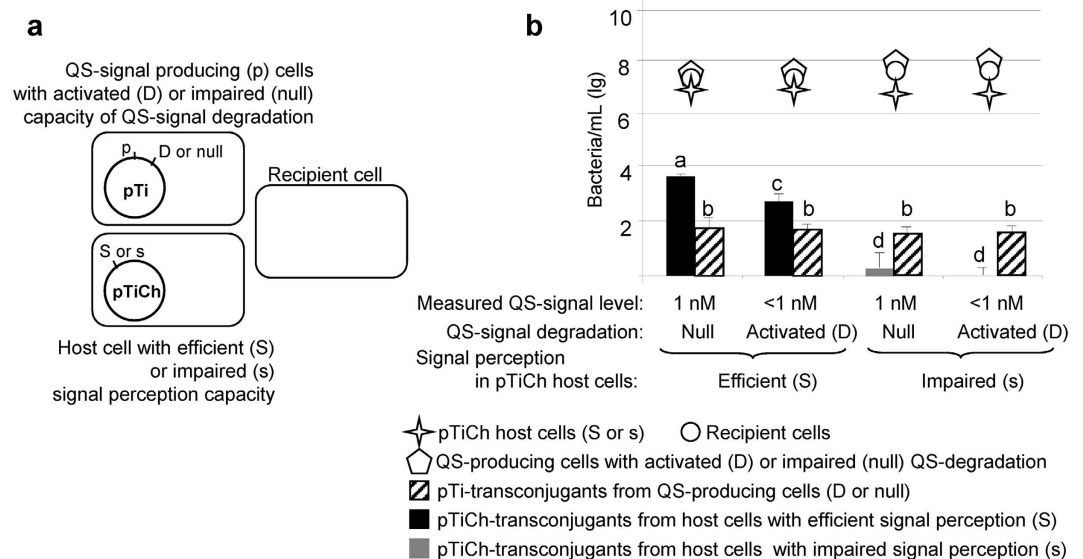 a
QS-signal producing (p) cells
with activated (D) or impaired (null)
capacity of QS-signal degradation
p
D or null
pTi
Recipient cell
S or s
pTiCh
Host cell with efficient (S)
or impaired (s)
signal perception capacity
b
Bacteria/mL (lg)
10
8
6
4
2
a
b
c
b
d
b
d
b
Measured QS-signal level: 1 nM <1 nM 1 nM <1 nM
QS-signal degradation: Null Activated (D) Null Activated (D)
Signal perception
in pTiCh host cells: Efficient (S) Impaired (s)
pTiCh host cells (S or s) Recipient cells
QS-producing cells with activated (D) or impaired (null) QS-degradation
pTi-transconjugants from QS-producing cells (D or null)
pTiCh-transconjugants from host cells with efficient signal perception (S)
pTiCh-transconjugants from host cells with impaired signal perception (s)